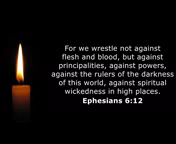 For we wrestle not against
flesh and blood, but against
principalities, against powers,
against the rulers of the darkness
of this world, against spiritual
wickedness in high places.
Ephesians 6:12